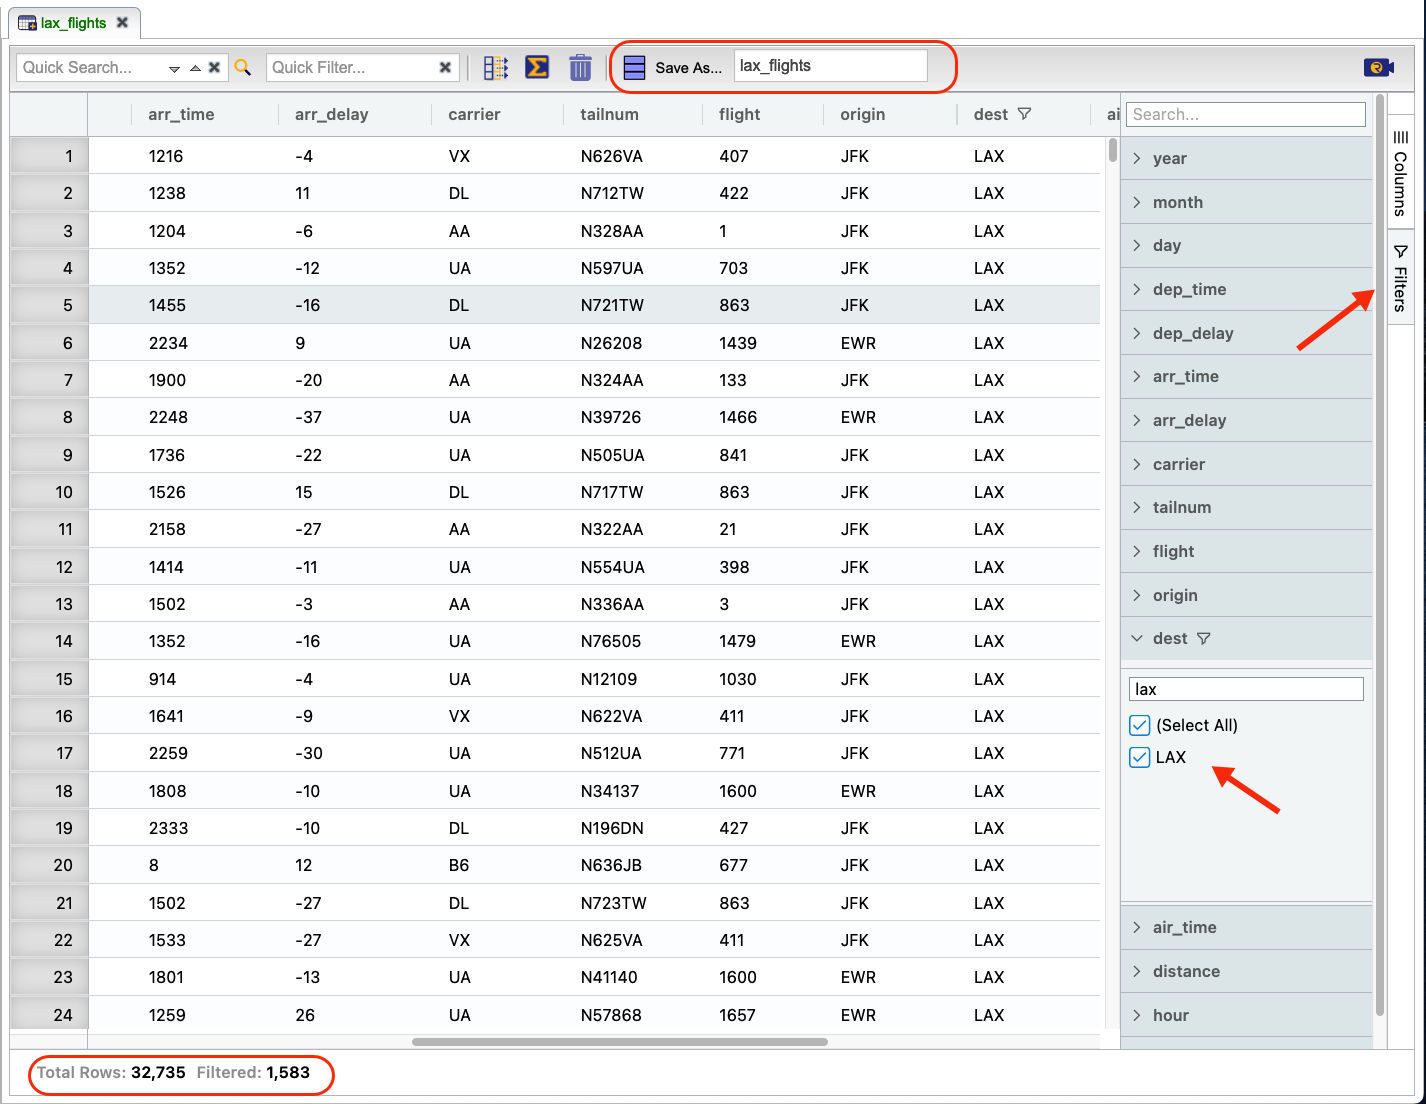 lax_flights
Quick Search...
Quick Filter...
Save As...
lax_flights
arr_time arr_delay carrier tailnum flight origin dest ai
1 1216 -4 VX N626VA 407 JFK LAX
2 1238 11 DL N712TW 422 JFK LAX
3 1204 -6 AA N328AA 1 JFK LAX
4 1352 -12 UA N597UA 703 JFK LAX
5 1455 -16 DL N721TW 863 JFK LAX
6 2234 9 UA N26208 1439 EWR LAX
7 1900 -20 AA N324AA 133 JFK LAX
8 2248 -37 UA N39726 1466 EWR LAX
9 1736 -22 UA N505UA 841 JFK LAX
10 1526 15 DL N717TW 863 JFK LAX
11 2158 -27 AA N322AA 21 JFK LAX
12 1414 -11 UA N554UA 398 JFK LAX
13 1502 -3 AA N336AA 3 JFK LAX
14 1352 -16 UA N76505 1479 EWR LAX
15 914 -4 UA N12109 1030 EWR LAX
16 1641 -9 VX N622VA 411 JFK LAX
17 2259 -30 UA N512UA 771 JFK LAX
18 1808 -10 UA N34137 1600 EWR LAX
19 2333 -10 DL N196DN 427 JFK LAX
20 8 12 B6 N636JB 677 JFK LAX
21 1502 -27 DL N723TW 863 JFK LAX
22 1533 -27 VX N625VA 411 JFK LAX
23 1801 -13 UA N41140 1600 EWR LAX
24 1259 26 UA N57868 1657 EWR LAX
Search...
year
month
day
dep_time
dep_delay
arr_time
arr_delay
carrier
tailnum
flight
origin
dest
lax
(Select All)
LAX
air_time
distance
hour
Columns
Filters
Total Rows: 32,735 Filtered: 1,583